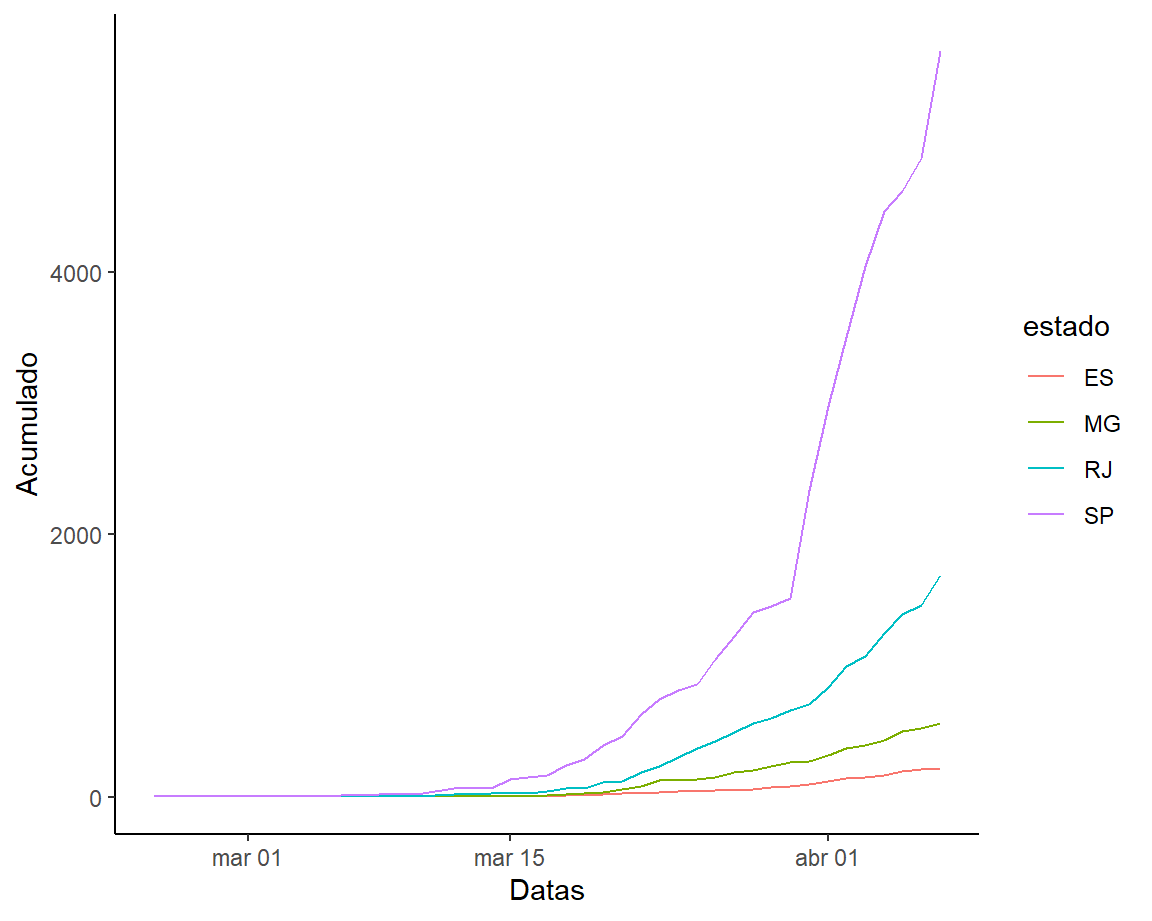 Acumulado
4000
2000
0
mar 01
mar 15
abr 01
Datas
estado
ES
MG
RJ
SP